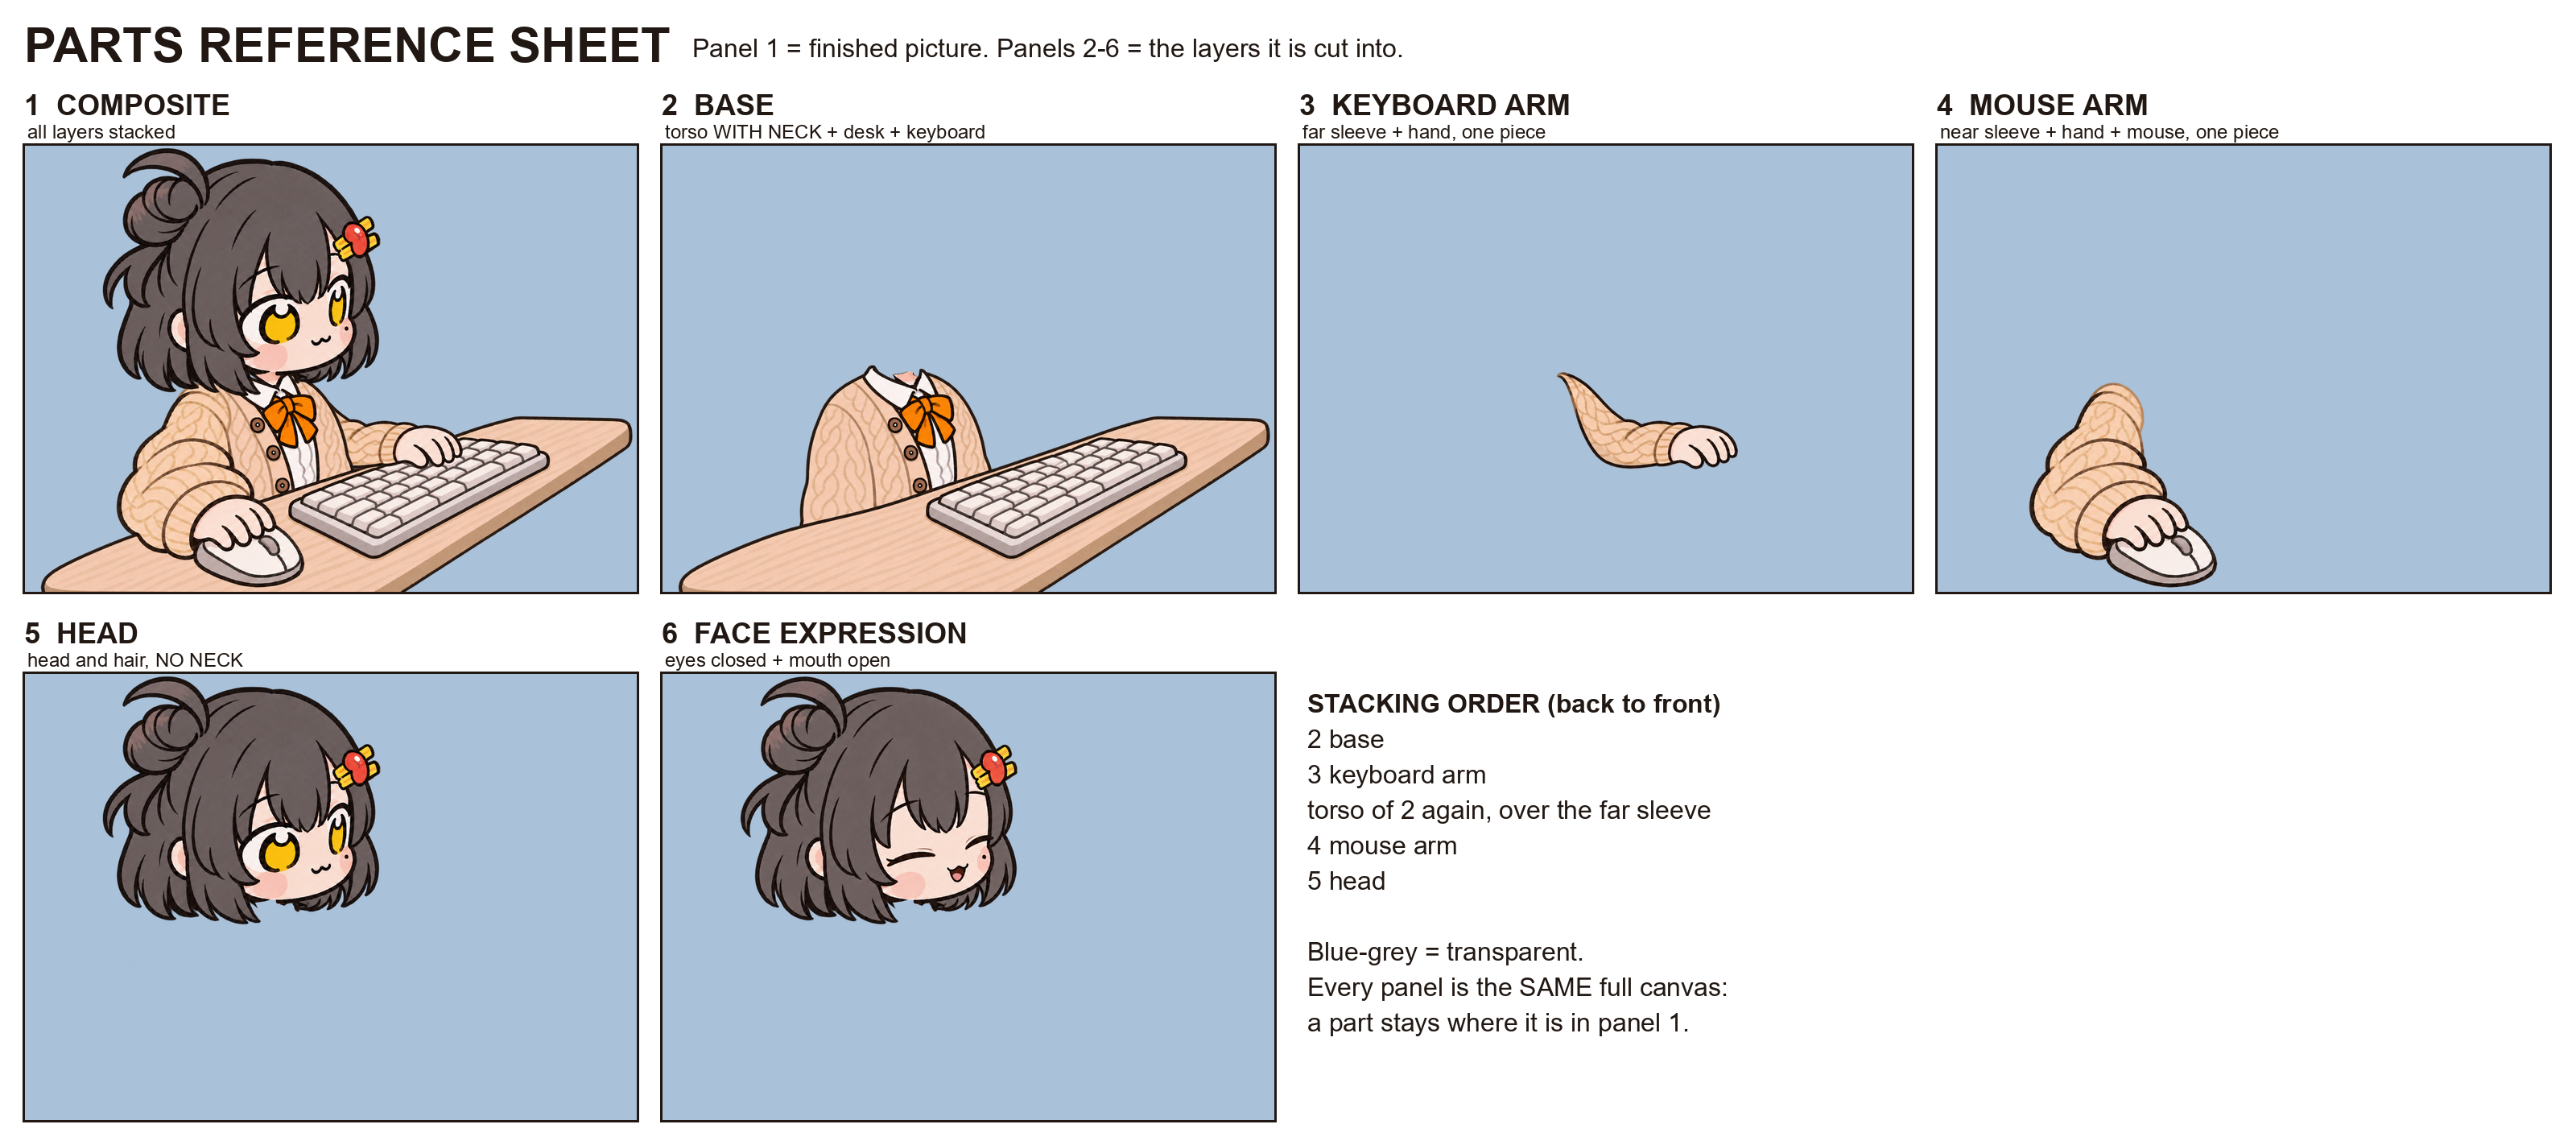 PARTS REFERENCE SHEET Panel 1 = finished picture. Panels 2-6 = the layers it is cut into.
1 COMPOSITE
all layers stacked
2 BASE
torso WITH NECK + desk + keyboard
3 KEYBOARD ARM
far sleeve + hand, one piece
4 MOUSE ARM
near sleeve + hand + mouse, one piece
5 HEAD
head and hair, NO NECK
6 FACE EXPRESSION
eyes closed + mouth open
STACKING ORDER (back to front)
2 base
3 keyboard arm
torso of 2 again, over the far sleeve
4 mouse arm
5 head
Blue-grey = transparent.
Every panel is the SAME full canvas:
a part stays where it is in panel 1.